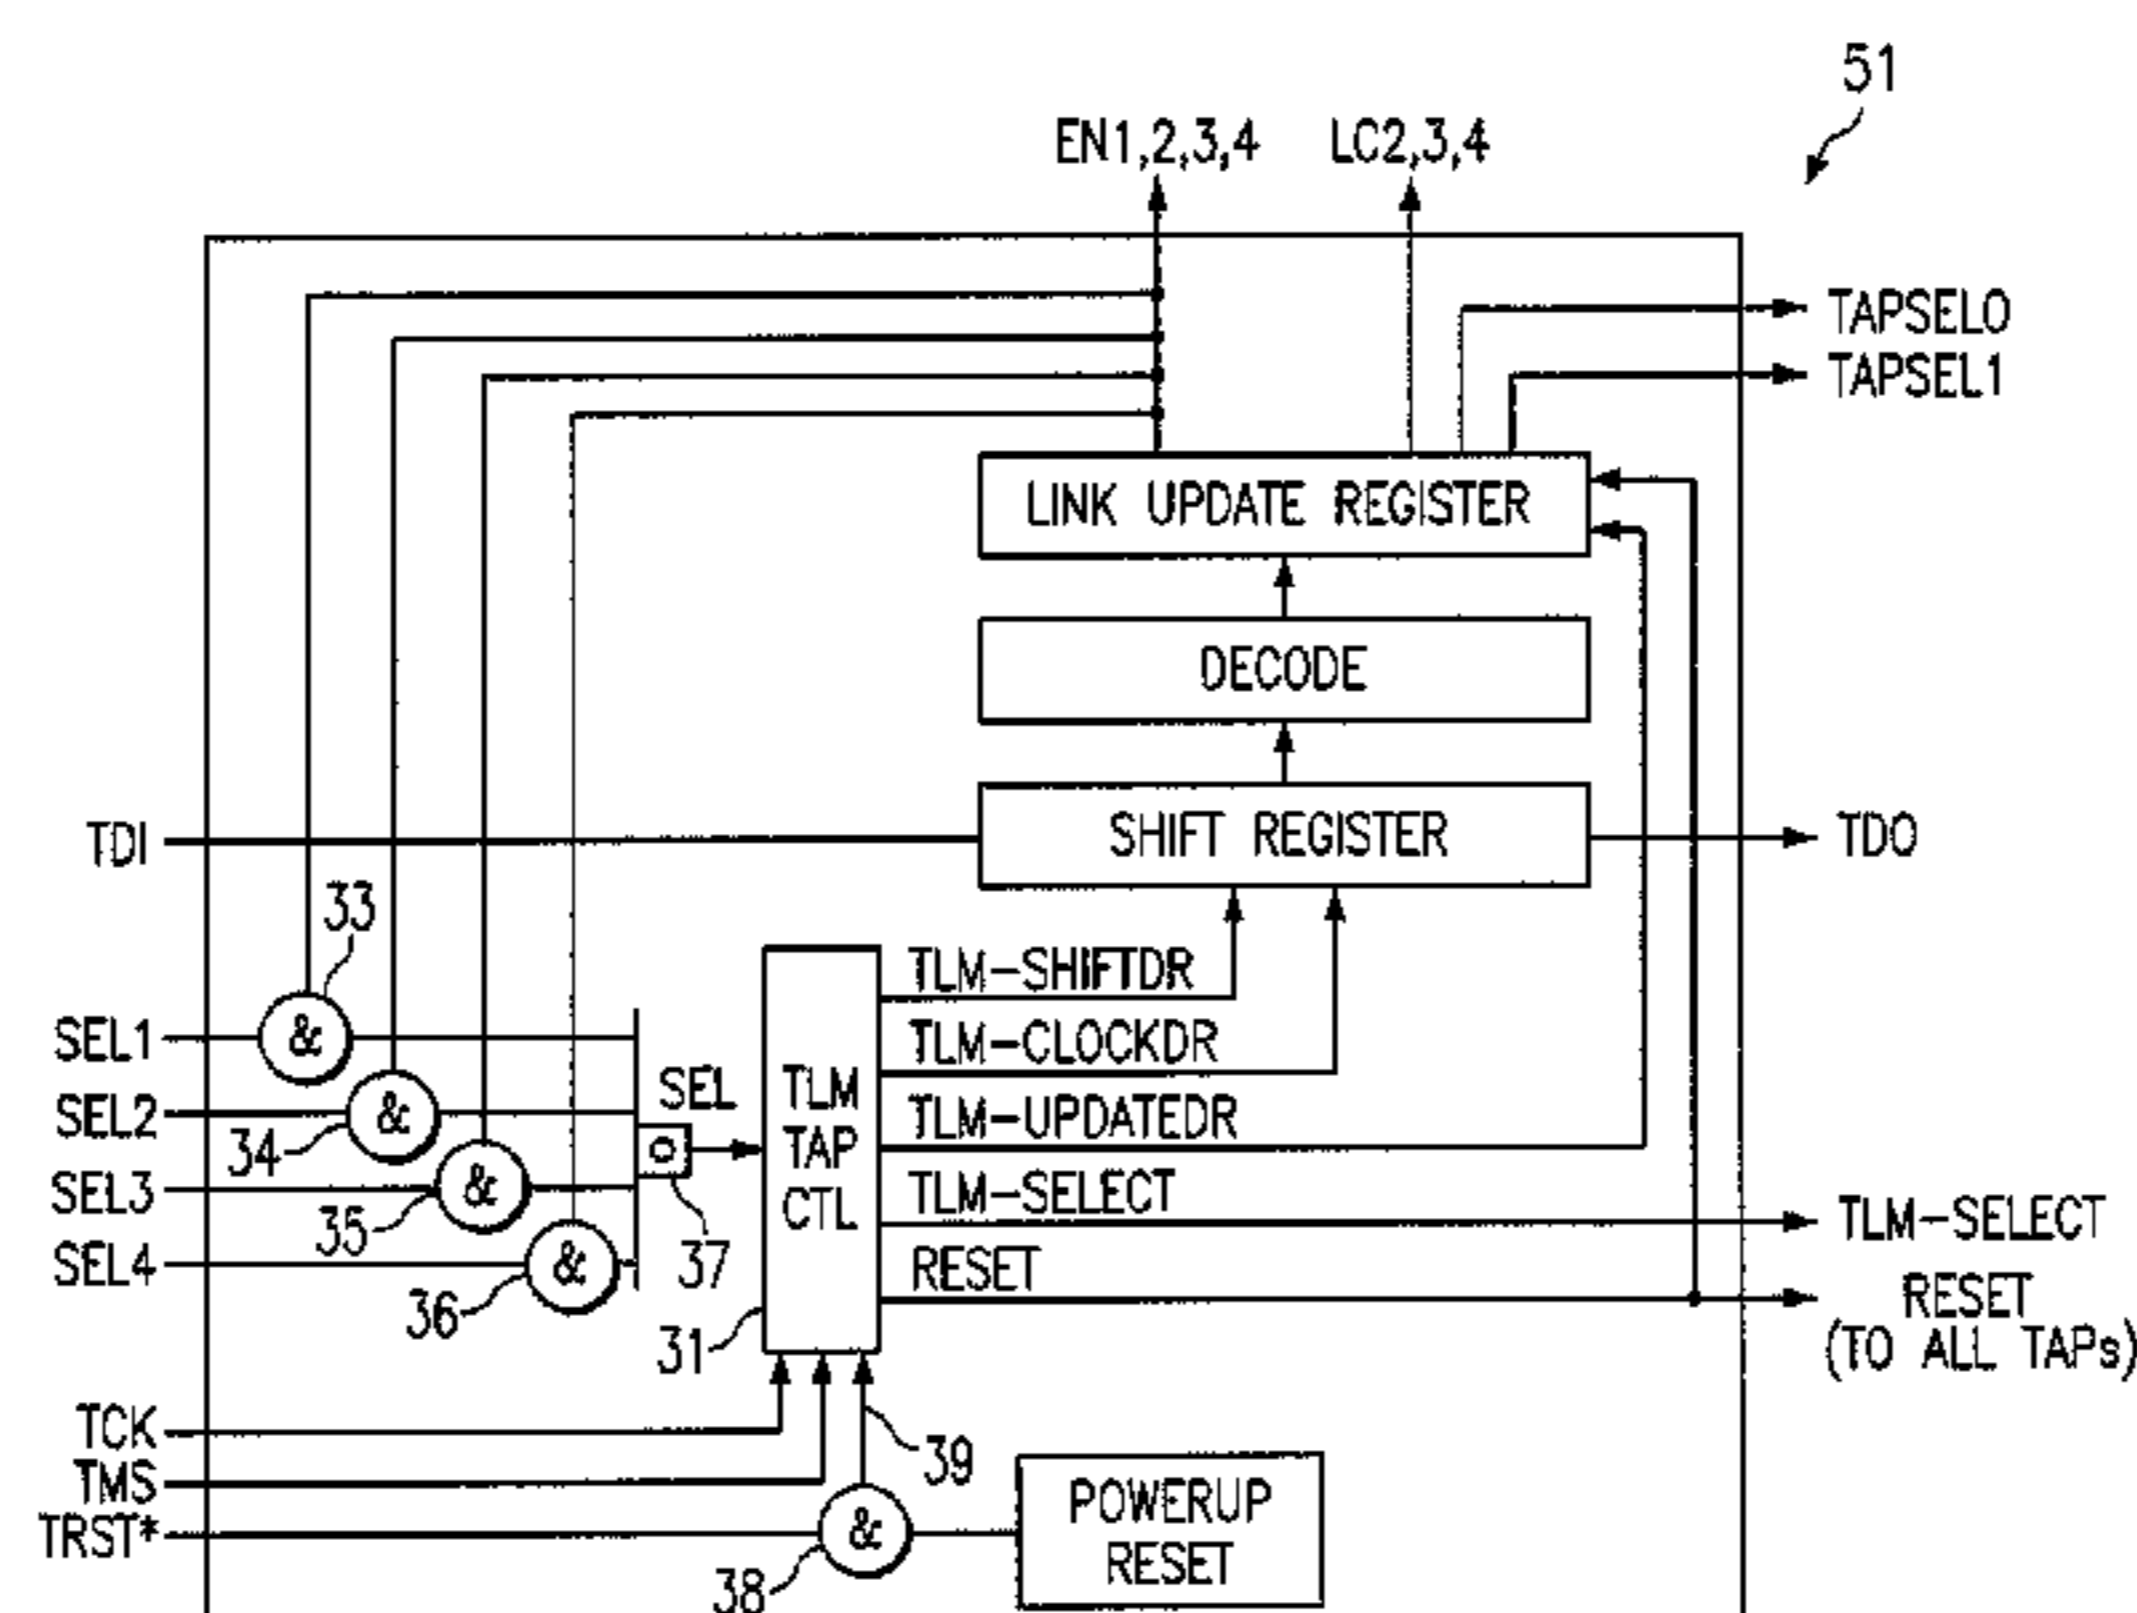 51
EN1,2,3,4
LC2,3,4
TAPSEL0
TAPSEL1
LINK UPDATE REGISTER
DECODE
TDI
SHIFT REGISTER
TDO
33
TLM-SHIFTDR
SEL1
&
TLM-CLOCKDR
SEL2
&
SEL
TLM
TAP
CTL
TLM-UPDATEDR
34
O
SEL3
&
TLM-SELECT
TLM-SELECT
35
37
SEL4
&
RESET
RESET
(TO ALL TAPs)
36
31
TCK
39
TMS
TRST*
&
POWERUP
RESET
38